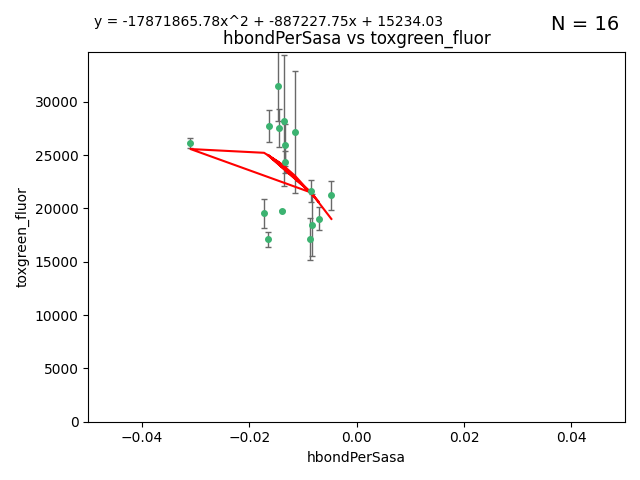 y = -17871865.78x^2 + -887227.75x + 15234.03
N = 16
hbondPerSasa vs toxgreen_fluor
toxgreen_fluor
30000
25000
20000
15000
10000
5000
0
−0.04
−0.02
0.00
0.02
0.04
hbondPerSasa